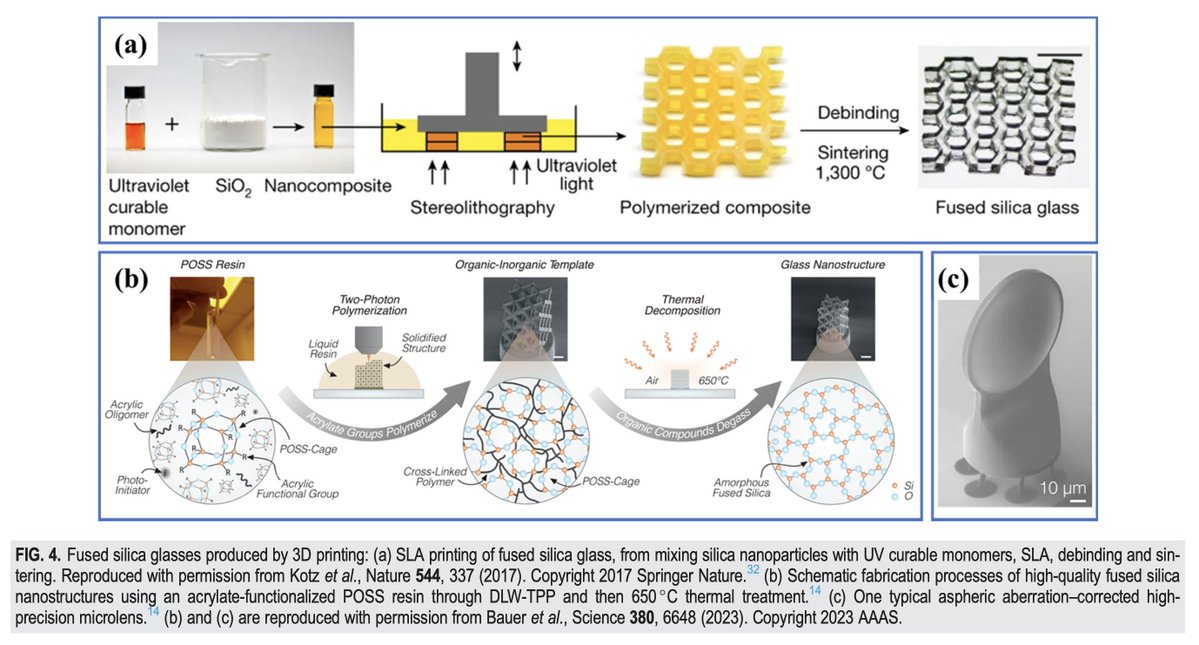 (a)
Ultraviolet
curable
monomer
+
SiO₂
Nanocomposite
Ultraviolet
light
Stereolithography
Polymerized composite
Debinding
Sintering
1,300 °C
Fused silica glass
(b)
POSS Resin
Two-Photon
Polymerization
Liquid
Resin
Solidified
Structure
Organic-Inorganic Template
Thermal
Decomposition
Air
650°C
Glass Nanostructure
Acrylate Groups Polymerize
Organic Compounds Degass
Acrylic
Oligomer
R
R
R
R
R
R
R
POSS-Cage
Photo-
Initiator
Acrylic
Functional Group
Cross-Linked
Polymer
POSS-Cage
Amorphous
Fused Silica
Si
O
(c)
10 µm
FIG. 4. Fused silica glasses produced by 3D printing: (a) SLA printing of fused silica glass, from mixing silica nanoparticles with UV curable monomers, SLA, debinding and sin-
tering. Reproduced with permission from Kotz et al., Nature 544, 337 (2017). Copyright 2017 Springer Nature.³² (b) Schematic fabrication processes of high-quality fused silica
nanostructures using an acrylate-functionalized POSS resin through DLW-TPP and then 650 °C thermal treatment.¹⁴ (c) One typical aspheric aberration–corrected high-
precision microlens.¹⁴ (b) and (c) are reproduced with permission from Bauer et al., Science 380, 6648 (2023). Copyright 2023 AAAS.